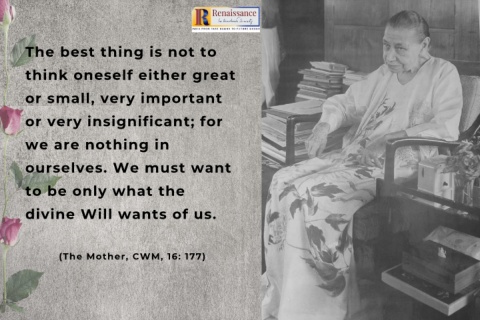 Renaissance
The best thing is not to
think oneself either great
or small, very important
or very insignificant; for
we are nothing in
ourselves. We must want
to be only what the
divine Will wants of us.
(The Mother, CWM, 16: 177)